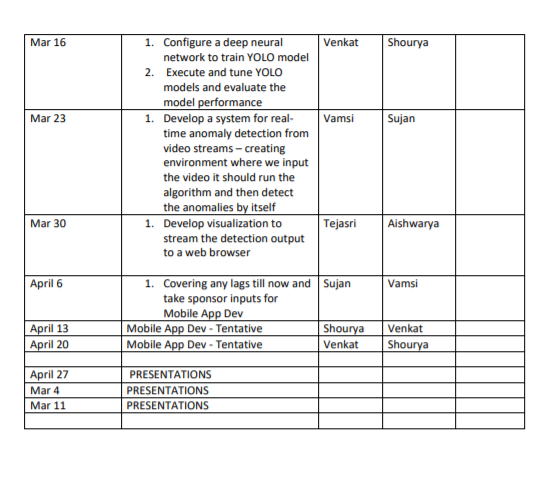 Mar 16 1. Configure a deep neural Venkat Shourya
network to train YOLO model
2. Execute and tune YOLO
models and evaluate the
model performance
Mar 23 1. Develop a system for real- Vamsi Sujan
time anomaly detection from
video streams – creating
environment where we input
the video it should run the
algorithm and then detect
the anomalies by itself
Mar 30 1. Develop visualization to Tejasri Aishwarya
stream the detection output
to a web browser
April 6 1. Covering any lags till now and Sujan Vamsi
take sponsor inputs for
Mobile App Dev
April 13 Mobile App Dev - Tentative Shourya Venkat
April 20 Mobile App Dev - Tentative Venkat Shourya
April 27 PRESENTATIONS
Mar 4 PRESENTATIONS
Mar 11 PRESENTATIONS